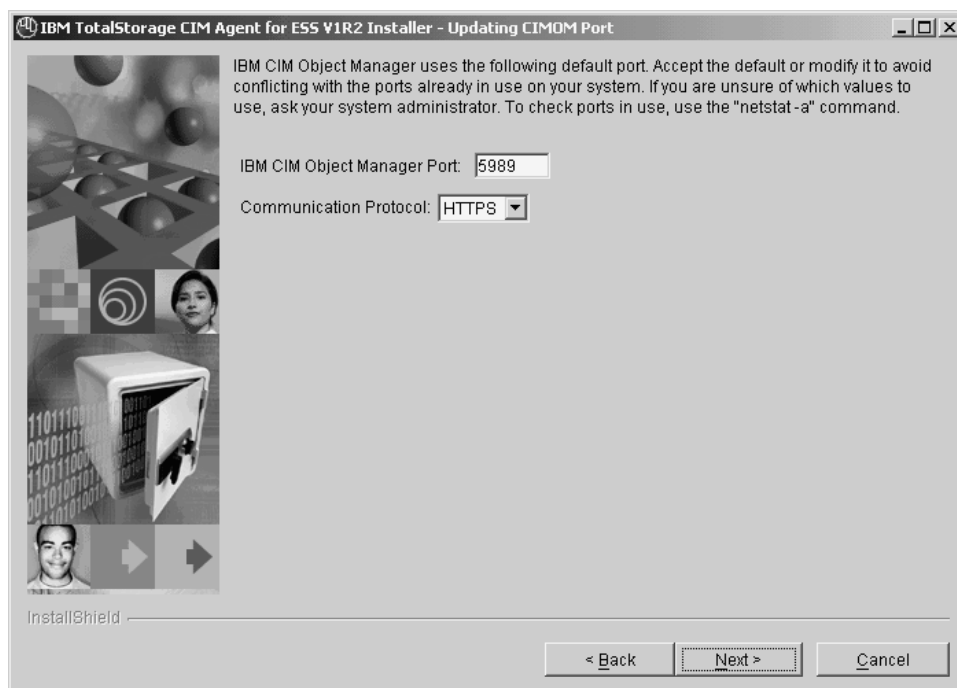 IBM TotalStorage CIM Agent for ESS V1R2 Installer - Updating CIMOM Port
IBM CIM Object Manager uses the following default port. Accept the default or modify it to avoid
conflicting with the ports already in use on your system. If you are unsure of which values to
use, ask your system administrator. To check ports in use, use the "netstat -a" command.
IBM CIM Object Manager Port: 5989
Communication Protocol: HTTPS
InstallShield
< Back Next > Cancel